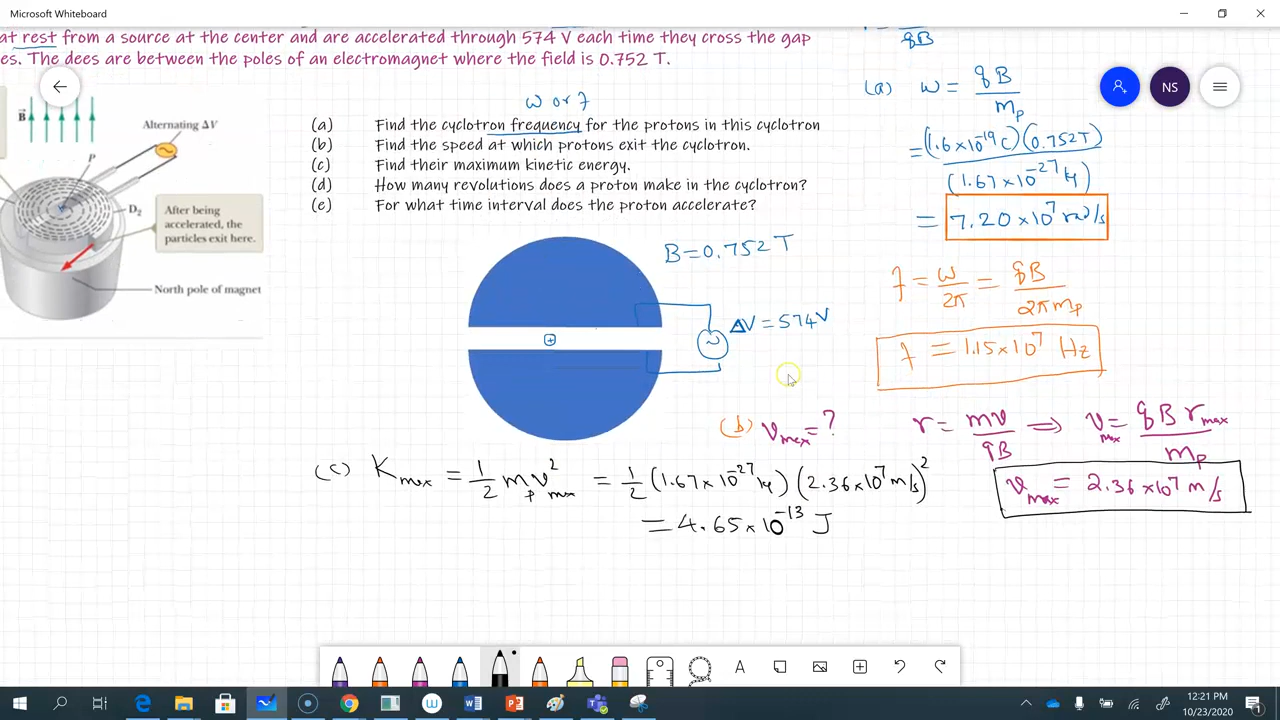 Microsoft Whiteboard
at rest from a source at the center and are accelerated through 574 V each time they cross the gap
es. The dees are between the poles of an electromagnet where the field is 0.752 T.
qB
NS
B
Alternating ΔV
P
D₂
After being
accelerated, the
particles exit here.
North pole of magnet
ω or f
(a) Find the cyclotron frequency for the protons in this cyclotron
(b) Find the speed at which protons exit the cyclotron.
(c) Find their maximum kinetic energy.
(d) How many revolutions does a proton make in the cyclotron?
(e) For what time interval does the proton accelerate?
B = 0.752 T
ΔV = 574V
+
(a) ω = qB / mₚ
= (1.6×10⁻¹⁹C)(0.752T) / (1.67×10⁻²⁷ kg)
= 7.20×10⁷ rad/s
f = ω/2π = qB / 2πmₚ
f = 1.15×10⁷ Hz
(b) vmax = ? r = mv / qB ⟹ vmax = qB rmax / mₚ
vmax = 2.36×10⁷ m/s
(c) Kmax = 1/2 mₚ v²max = 1/2 (1.67×10⁻²⁷ kg)(2.36×10⁷ m/s)²
= 4.65×10⁻¹³ J
A
12:21 PM
10/23/2020